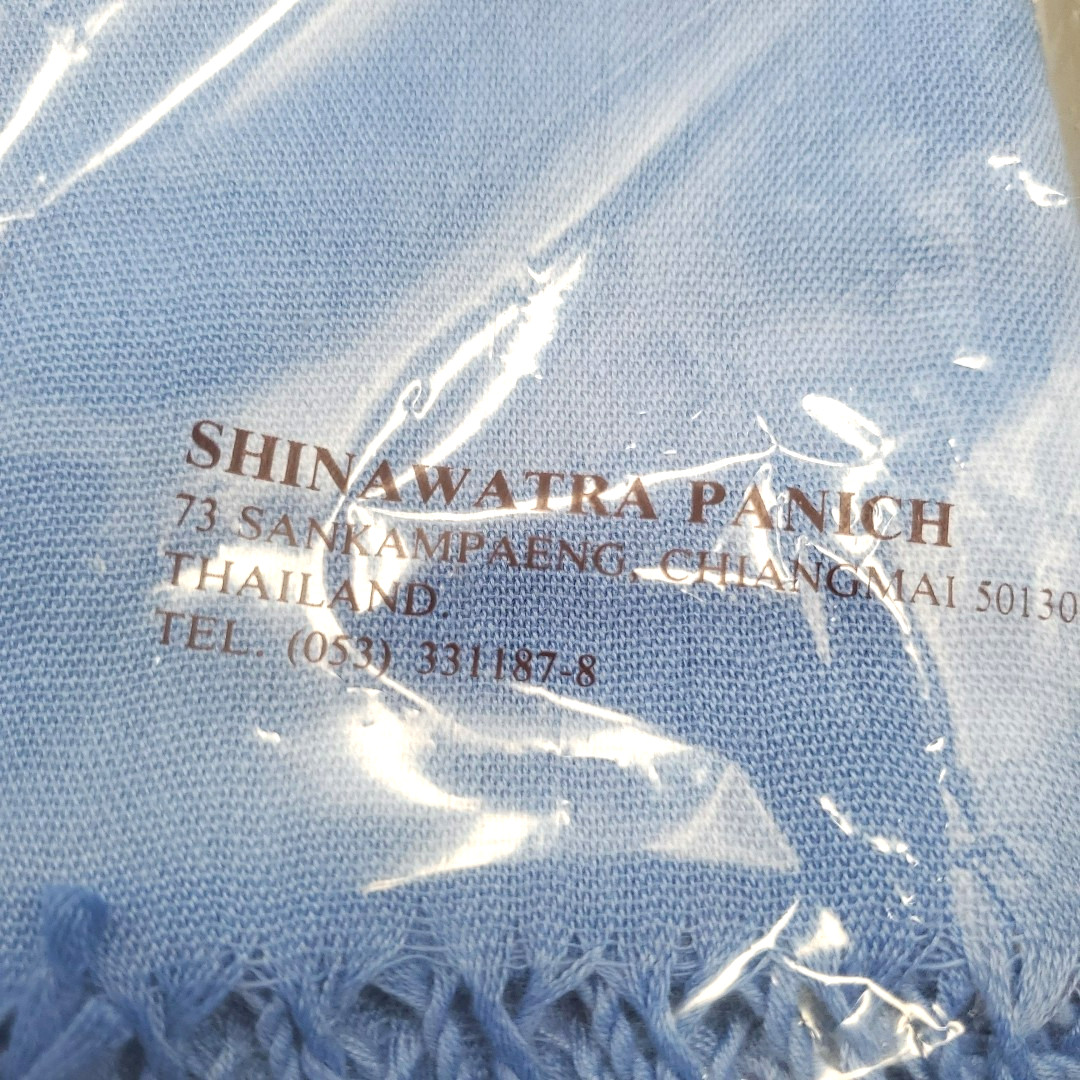 SHINAWATRA PANICH
73 SANKAMPAENG, CHIANGMAI 50130
THAILAND.
TEL. (053) 331187-8